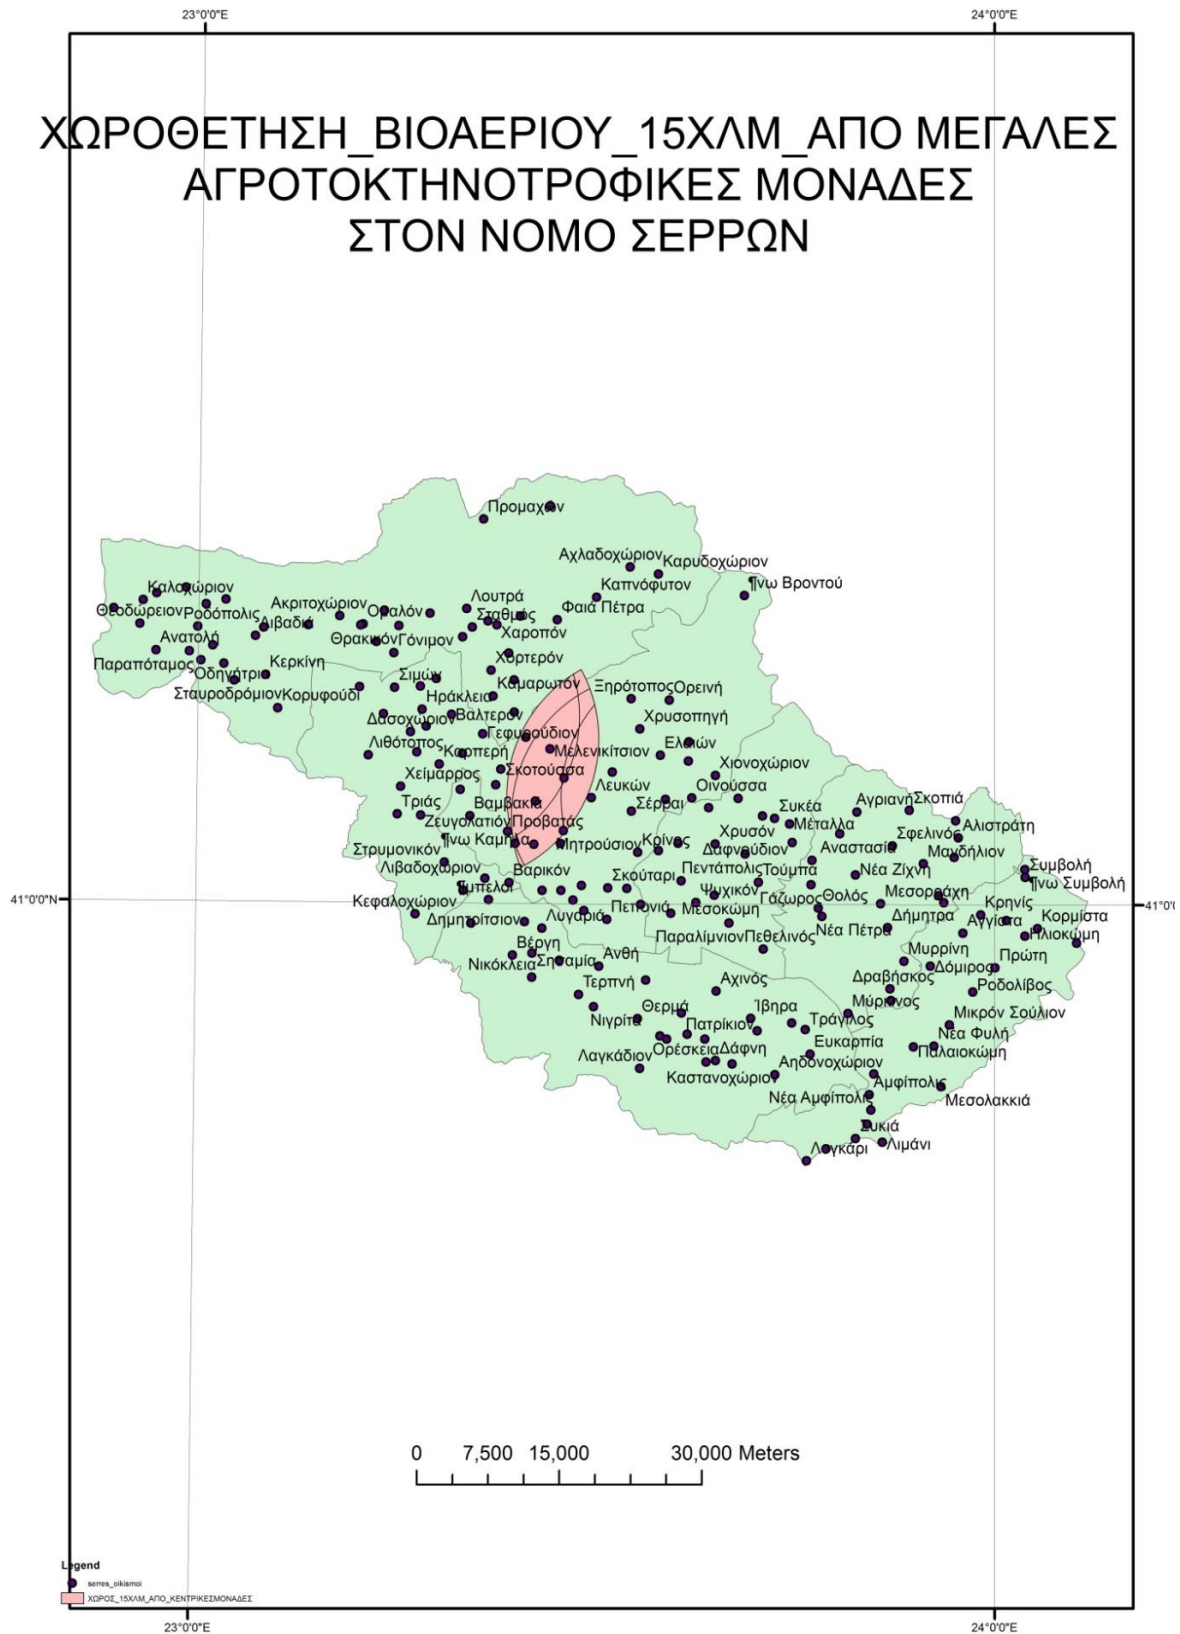 23°0'0"E
24°0'0"E
ΧΩΡΟΘΕΤΗΣΗ_ΒΙΟΑΕΡΙΟΥ_15ΧΛΜ_ΑΠΟ ΜΕΓΑΛΕΣ
ΑΓΡΟΤΟΚΤΗΝΟΤΡΟΦΙΚΕΣ ΜΟΝΑΔΕΣ
ΣΤΟΝ ΝΟΜΟ ΣΕΡΡΩΝ
Προμαχών
Αχλαδοχώριον
Καρυδοχώριον
Καπνόφυτον
¶νω Βροντού
Καλοχώριον
Θεοδώρειον
Ροδόπολις
Λιβαδιά
Ακριτοχώριον
Ομαλόν
Λουτρά
Σταθμός
Φαιά Πέτρα
Ανατολή
Θρακικόν
Γόνιμον
Χαροπόν
Παραπόταμος
Οδηγήτρια
Κερκίνη
Χορτερόν
Σταυροδρόμιον
Κορυφούδι
Σιμών
Καμαρωτόν
Ξηρότοπος
Ορεινή
Ηράκλεια
Δασοχώριον
Βαλτερόν
Γεφυρούδιον
Χρυσοπηγή
Λιθότοπος
Καρπερή
Μελενικίτσιον
Ελαιών
Χείμαρρος
Σκοτούσσα
Λευκών
Οινούσσα
Χιονοχώριον
Τριάς
Βαμβακιά
Σέρραι
Συκέα
Αγριανή
Σκοπιά
Ζευγολατιόν
Προβατάς
Χρυσόν
Μέταλλα
Αλιστράτη
Στρυμονικόν
¶νω Καμήλα
Μητρούσιον
Κρίνος
Δαφνούδιον
Αναστασία
Σφελινός
Μανδήλιον
Λιβαδοχώριον
Βαρικόν
Σκούταρι
Πεντάπολις
Τούμπα
Νέα Ζίχνη
Συμβολή
¶νω Συμβολή
Κεφαλοχώριον
¶μπελοι
Ψυχικόν
Γάζωρος
Θολός
Μεσορράχη
Κρηνίς
Δημητρίτσιον
Λυγαριά
Πεπονιά
Μεσοκώμη
Νέα Πέτρα
Δήμητρα
Αγγίστα
Κορμίστα
Ηλιοκώμη
Βέργη
Παραλίμνιον
Πεθελινός
Νικόκλεια
Σησαμία
Ανθή
Μυρρίνη
Δόμιρος
Πρώτη
Τερπνή
Αχινός
Δραβήσκος
Ροδολίβος
Νιγρίτα
Θερμά
Ίβηρα
Τράγιλος
Μύρκινος
Μικρόν Σούλιον
Πατρίκιον
Νέα Φυλή
Λαγκάδιον
Ορέσκεια
Δάφνη
Ευκαρπία
Παλαιοκώμη
Καστανοχώριον
Αηδονοχώριον
Αμφίπολις
Νέα Αμφίπολις
Μεσολακκιά
Συκιά
Λογκάρι
Λιμάνι
41°0'0"N
41°0'0
0 7,500 15,000 30,000 Meters
Legend
serres_oikismoi
ΧΩΡΟΣ_15ΧΛΜ_ΑΠΟ_ΚΕΝΤΡΙΚΕΣΜΟΝΑΔΕΣ
23°0'0"E
24°0'0"E